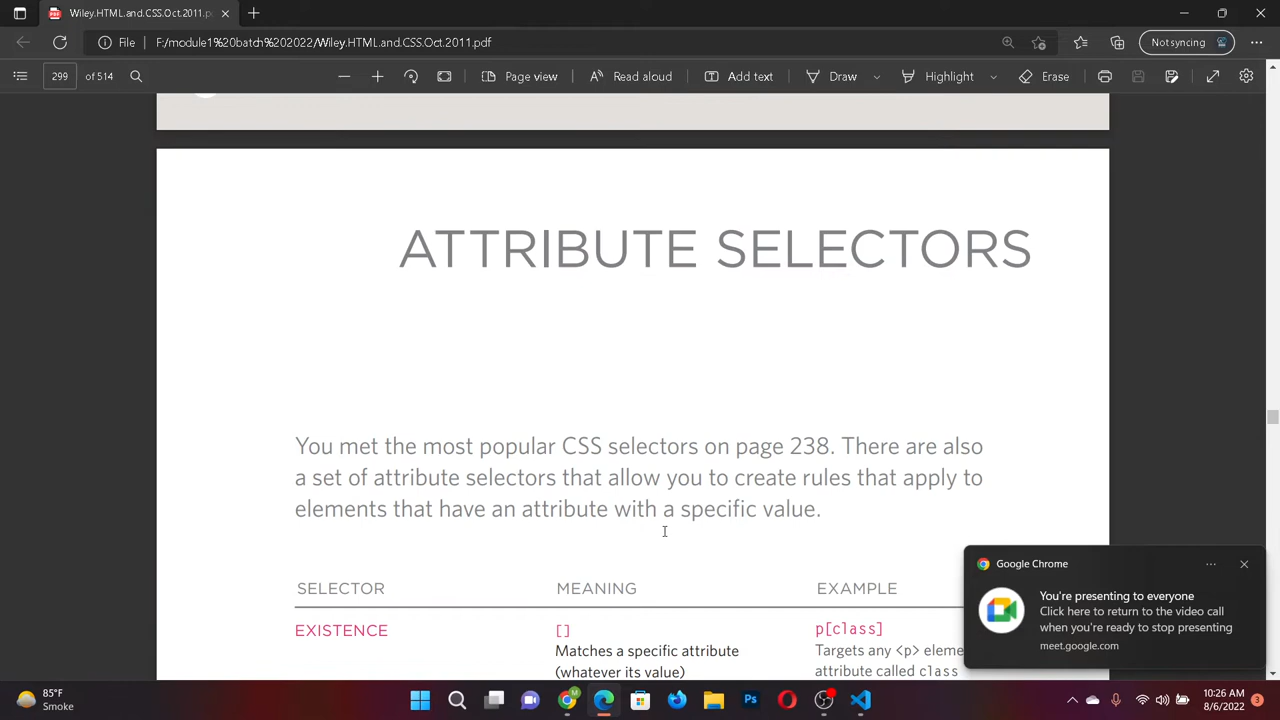 Wiley.HTML.and.CSS.Oct.2011.p
File F:/module1%20batch%202022/Wiley.HTML.and.CSS.Oct.2011.pdf
Not syncing
299 of 514
Page view
Read aloud
Add text
Draw
Highlight
Erase
ATTRIBUTE SELECTORS
You met the most popular CSS selectors on page 238. There are also
a set of attribute selectors that allow you to create rules that apply to
elements that have an attribute with a specific value.
SELECTOR MEANING EXAMPLE
EXISTENCE [] p[class]
Matches a specific attribute Targets any <p> eleme
(whatever its value) attribute called class
Google Chrome
You're presenting to everyone
Click here to return to the video call
when you're ready to stop presenting
meet.google.com
85°F
Smoke
Ps
10:26 AM
8/6/2022
3